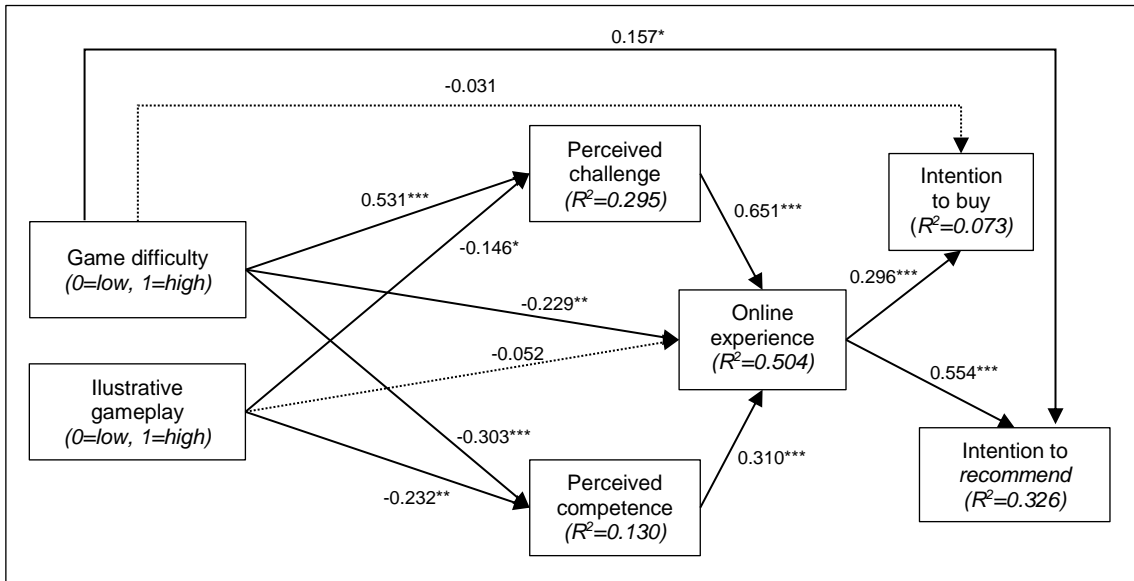 0.157*
-0.031
Perceived
challenge
(R²=0.295)
Intention
to buy
(R²=0.073)
0.531***
0.651***
-0.146*
Game difficulty
(0=low, 1=high)
-0.229**
0.296***
Online
experience
(R²=0.504)
-0.052
0.554***
Ilustrative
gameplay
(0=low, 1=high)
-0.303***
0.310***
Intention to
recommend
(R²=0.326)
-0.232**
Perceived
competence
(R²=0.130)